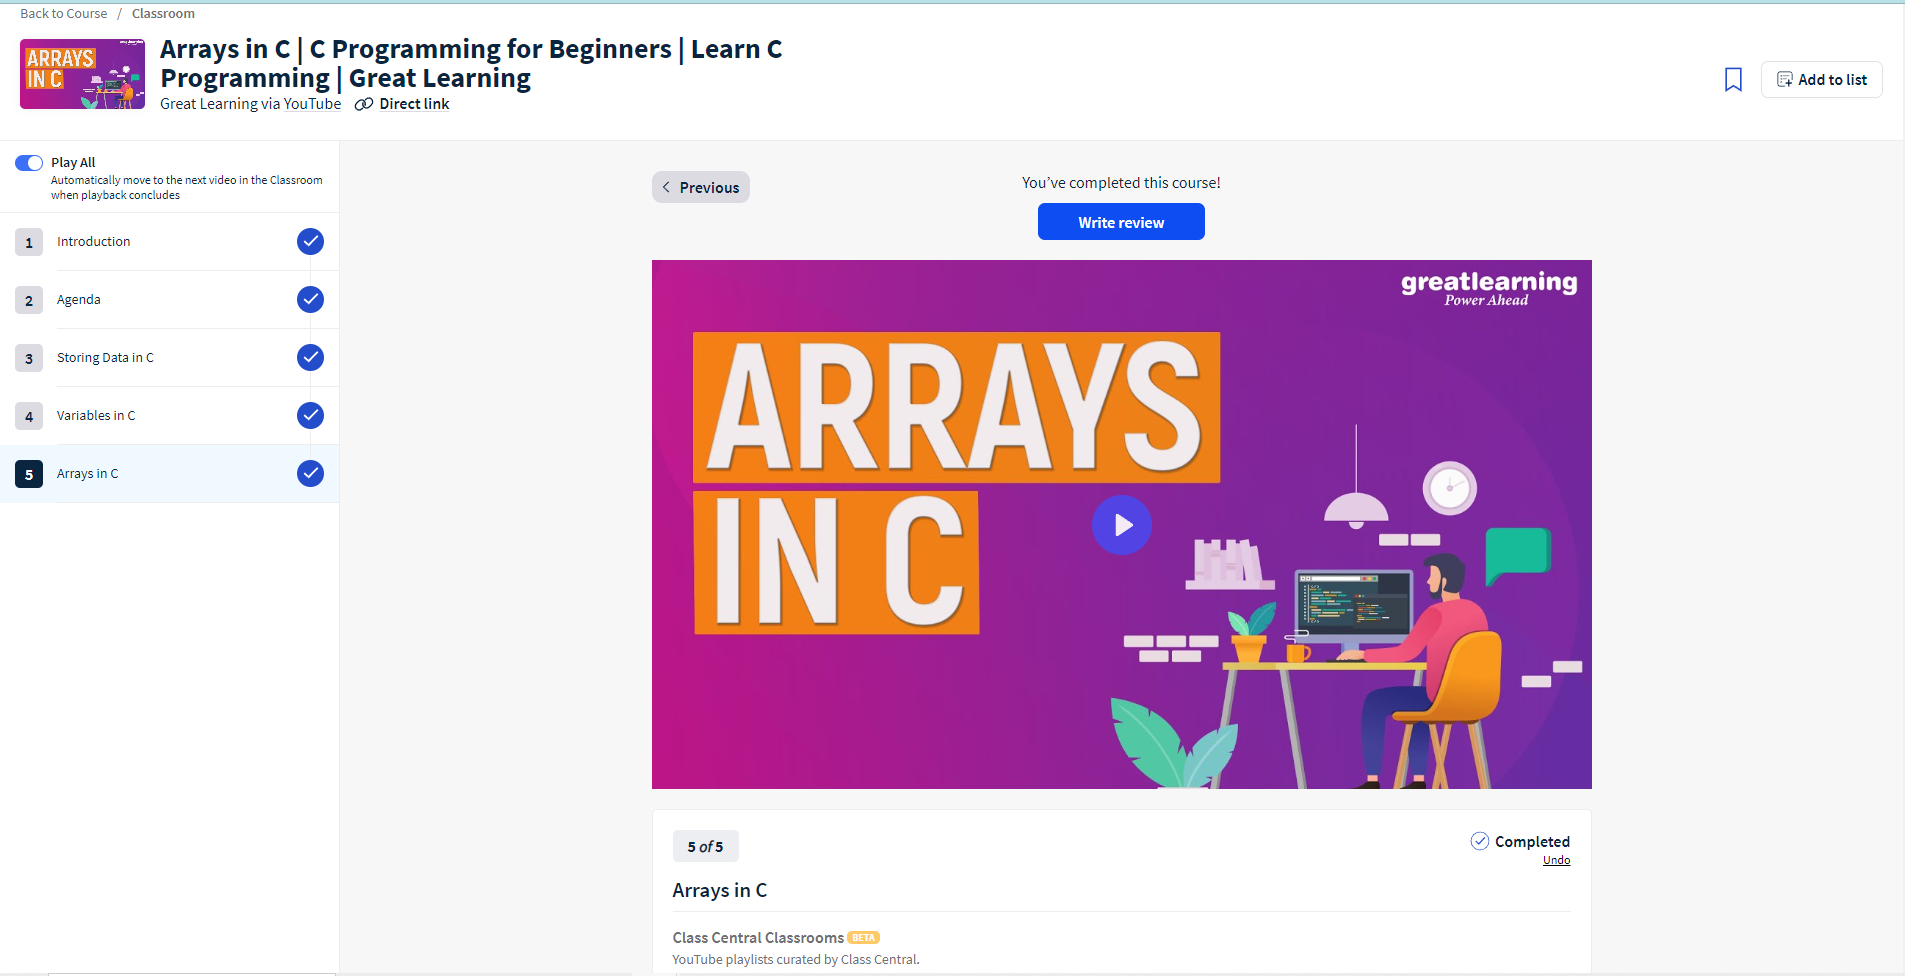 Back to Course / Classroom
ARRAYS
IN C
Arrays in C | C Programming for Beginners | Learn C
Programming | Great Learning
Great Learning via YouTube Direct link
Add to list
Play All
Automatically move to the next video in the Classroom
when playback concludes
1 Introduction
2 Agenda
3 Storing Data in C
4 Variables in C
5 Arrays in C
Previous
You've completed this course!
Write review
greatlearning
Power Ahead
ARRAYS
IN C
5 of 5
Completed
Undo
Arrays in C
Class Central Classrooms BETA
YouTube playlists curated by Class Central.